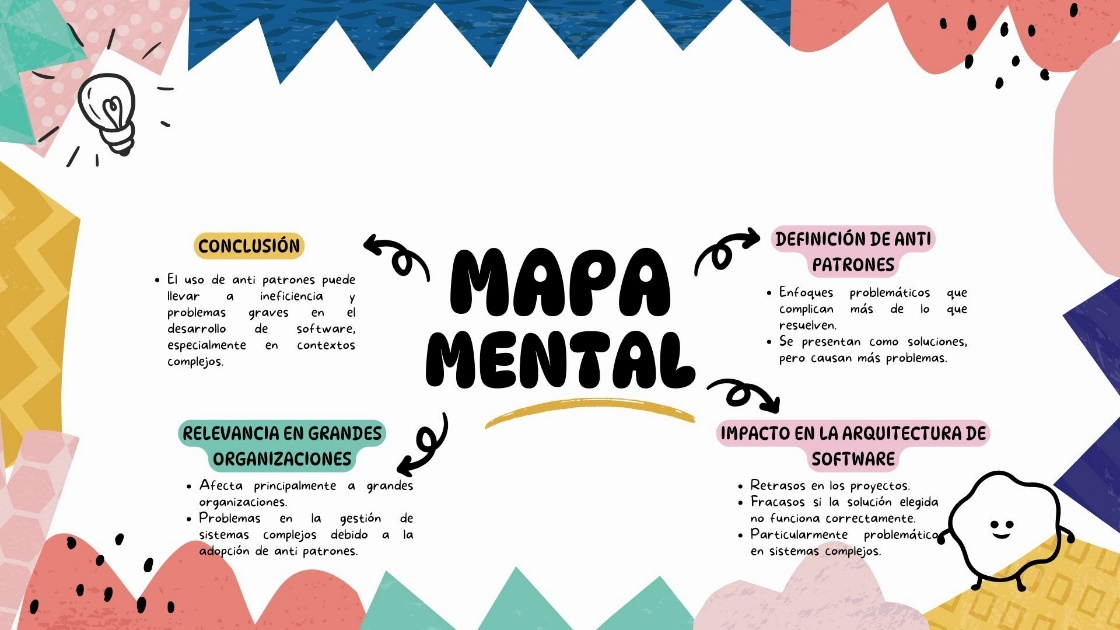 MAPA
MENTAL
CONCLUSIÓN
• El uso de anti patrones puede
llevar a ineficiencia y
problemas graves en el
desarrollo de software,
especialmente en contextos
complejos.
DEFINICIÓN DE ANTI
PATRONES
• Enfoques problemáticos que
complican más de lo que
resuelven.
• Se presentan como soluciones,
pero causan más problemas.
RELEVANCIA EN GRANDES
ORGANIZACIONES
• Afecta principalmente a grandes
organizaciones.
• Problemas en la gestión de
sistemas complejos debido a la
adopción de anti patrones.
IMPACTO EN LA ARQUITECTURA DE
SOFTWARE
• Retrasos en los proyectos.
• Fracasos si la solución elegida
no funciona correctamente.
• Particularmente problemático
en sistemas complejos.